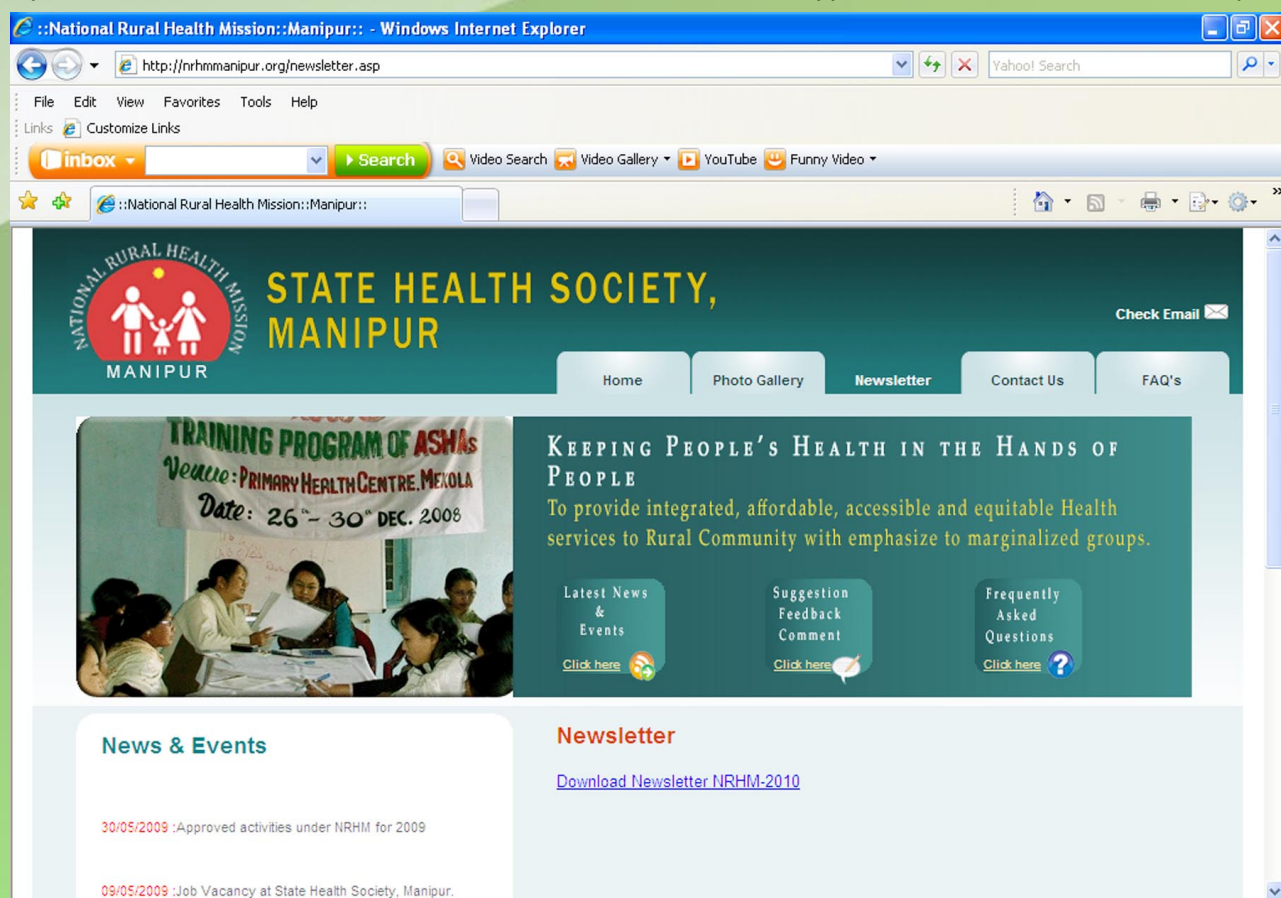 ::National Rural Health Mission::Manipur:: - Windows Internet Explorer
http://nrhmmanipur.org/newsletter.asp
Yahoo! Search
File Edit View Favorites Tools Help
Links Customize Links
inbox Search Video Search Video Gallery YouTube Funny Video
::National Rural Health Mission::Manipur::
NATIONAL RURAL HEALTH MISSION
MANIPUR
STATE HEALTH SOCIETY,
MANIPUR
Check Email
Home Photo Gallery Newsletter Contact Us FAQ's
TRAINING PROGRAM OF ASHAs
Venue: PRIMARY HEALTH CENTRE. MEKOLA
Date: 26th - 30th DEC. 2008
KEEPING PEOPLE'S HEALTH IN THE HANDS OF
PEOPLE
To provide integrated, affordable, accessible and equitable Health
services to Rural Community with emphasize to marginalized groups.
Latest News
&
Events
Click here
Suggestion
Feedback
Comment
Click here
Frequently
Asked
Questions
Click here
News & Events
30/05/2009 :Approved activities under NRHM for 2009
09/05/2009 :Job Vacancy at State Health Society, Manipur.
Newsletter
Download Newsletter NRHM-2010